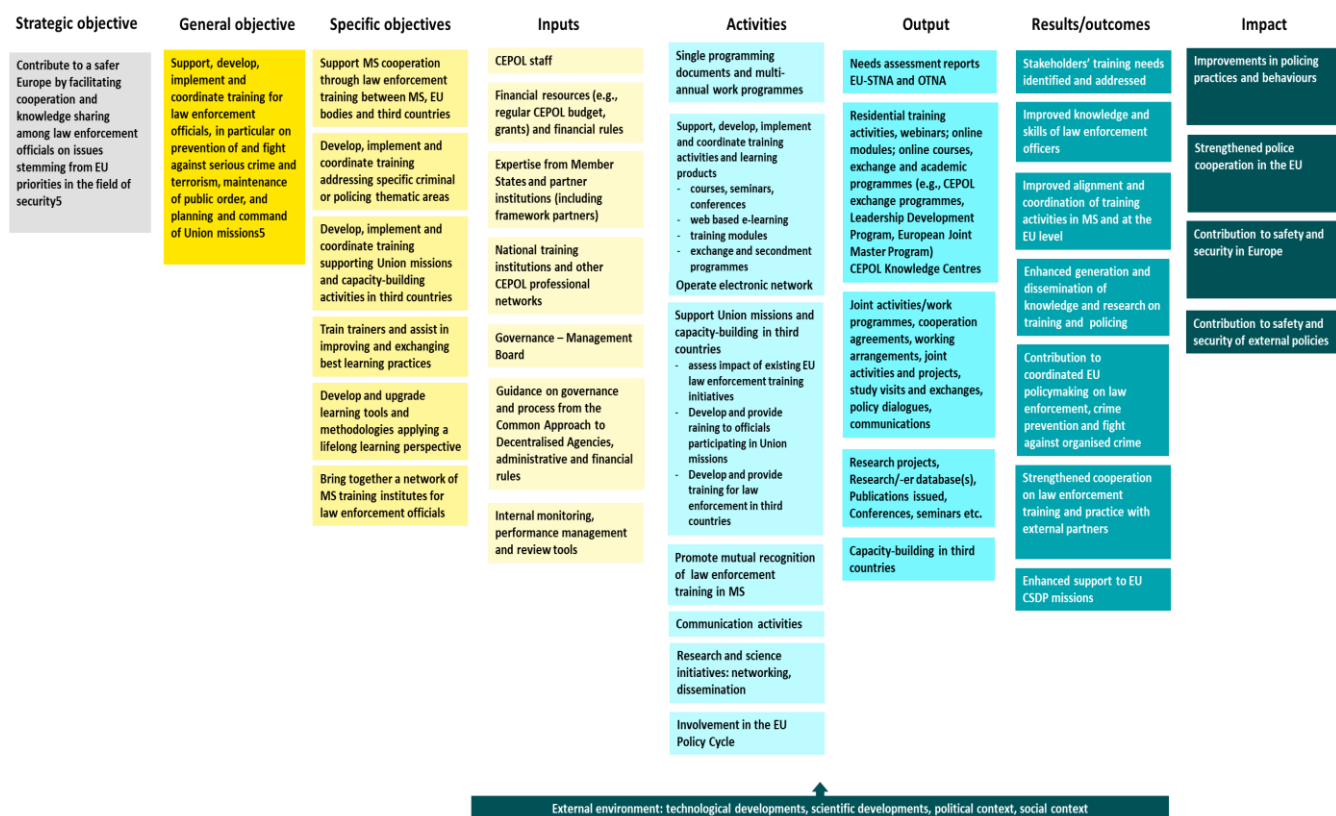 Strategic objective
Contribute to a safer
Europe by facilitating
cooperation and
knowledge sharing
among law enforcement
officials on issues
stemming from EU
priorities in the field of
security5
General objective
Support, develop,
implement and
coordinate training for
law enforcement
officials, in particular on
prevention of and fight
against serious crime and
terrorism, maintenance
of public order, and
planning and command
of Union missions5
Specific objectives
Support MS cooperation
through law enforcement
training between MS, EU
bodies and third countries
Develop, implement and
coordinate training
addressing specific criminal
or policing thematic areas
Develop, implement and
coordinate training
supporting Union missions
and capacity-building
activities in third countries
Train trainers and assist in
improving and exchanging
best learning practices
Develop and upgrade
learning tools and
methodologies applying a
lifelong learning perspective
Bring together a network of
MS training institutes for
law enforcement officials
Inputs
CEPOL staff
Financial resources (e.g.,
regular CEPOL budget,
grants) and financial rules
Expertise from Member
States and partner
institutions (including
framework partners)
National training
institutions and other
CEPOL professional
networks
Governance – Management
Board
Guidance on governance
and process from the
Common Approach to
Decentralised Agencies,
administrative and financial
rules
Internal monitoring,
performance management
and review tools
Activities
Single programming
documents and multi-
annual work programmes
Support, develop, implement
and coordinate training
activities and learning
products
- courses, seminars,
conferences
- web based e-learning
- training modules
- exchange and secondment
programmes
Operate electronic network
Support Union missions and
capacity-building in third
countries
- assess impact of existing EU
law enforcement training
initiatives
- Develop and provide
raining to officials
participating in Union
missions
- Develop and provide
training for law
enforcement in third
countries
Promote mutual recognition
of law enforcement
training in MS
Communication activities
Research and science
initiatives: networking,
dissemination
Involvement in the EU
Policy Cycle
Output
Needs assessment reports
EU-STNA and OTNA
Residential training
activities, webinars; online
modules; online courses,
exchange and academic
programmes (e.g., CEPOL
exchange programmes,
Leadership Development
Program, European Joint
Master Program)
CEPOL Knowledge Centres
Joint activities/work
programmes, cooperation
agreements, working
arrangements, joint
activities and projects,
study visits and exchanges,
policy dialogues,
communications
Research projects,
Research/-er database(s),
Publications issued,
Conferences, seminars etc.
Capacity-building in third
countries
Results/outcomes
Stakeholders' training needs
identified and addressed
Improved knowledge and
skills of law enforcement
officers
Improved alignment and
coordination of training
activities in MS and at the
EU level
Enhanced generation and
dissemination of
knowledge and research on
training and policing
Contribution to
coordinated EU
policymaking on law
enforcement, crime
prevention and fight
against organised crime
Strengthened cooperation
on law enforcement
training and practice with
external partners
Enhanced support to EU
CSDP missions
Impact
Improvements in policing
practices and behaviours
Strengthened police
cooperation in the EU
Contribution to safety and
security in Europe
Contribution to safety and
security of external policies
External environment: technological developments, scientific developments, political context, social context